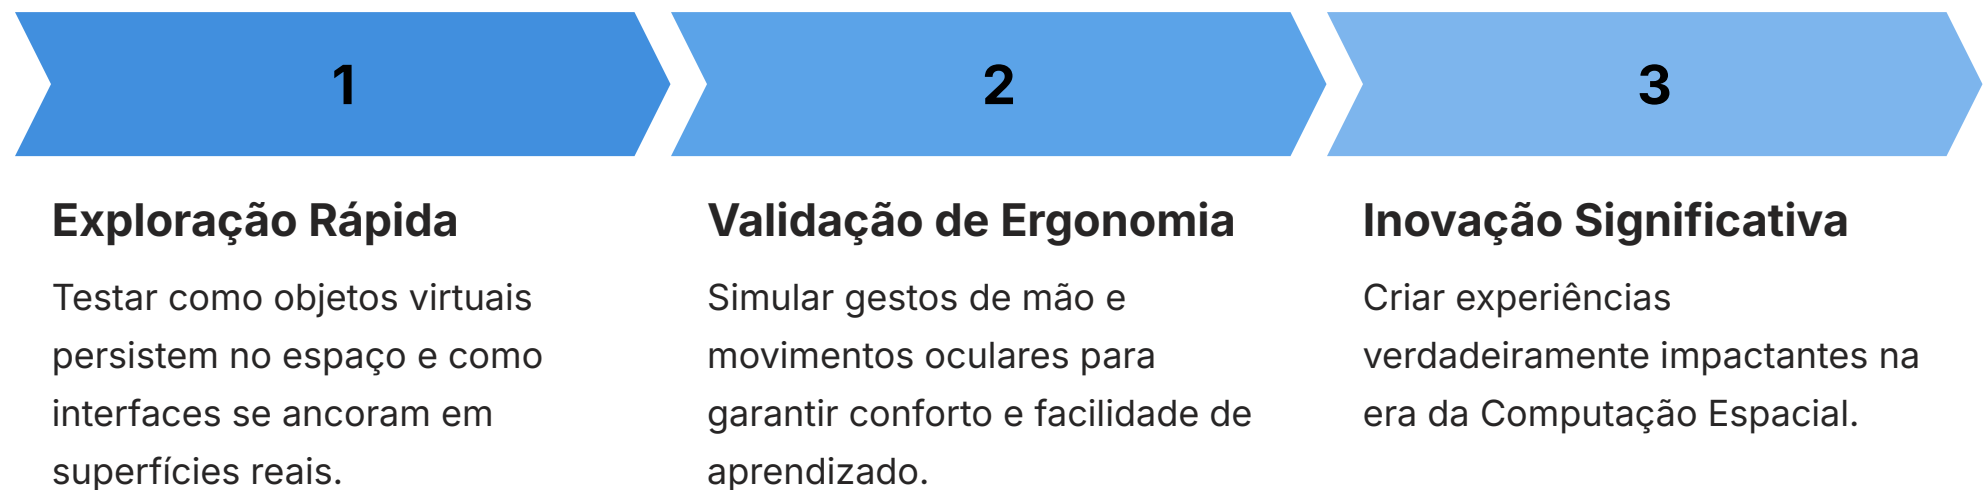 1
2
3
Exploração Rápida
Testar como objetos virtuais
persistem no espaço e como
interfaces se ancoram em
superfícies reais.
Validação de Ergonomia
Simular gestos de mão e
movimentos oculares para
garantir conforto e facilidade de
aprendizado.
Inovação Significativa
Criar experiências
verdadeiramente impactantes na
era da Computação Espacial.